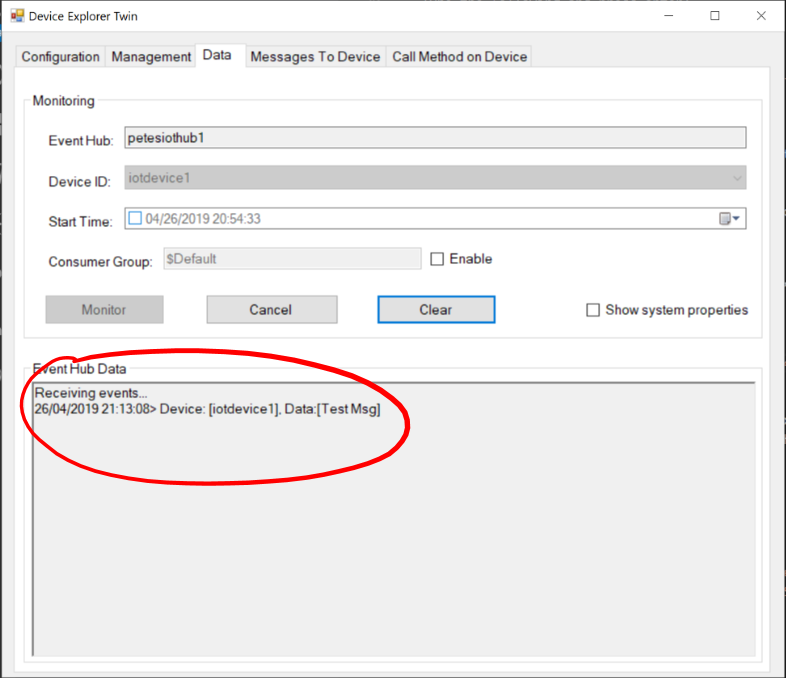 Device Explorer Twin
Configuration Management Data Messages To Device Call Method on Device
Monitoring
Event Hub: petesiothub1
Device ID: iotdevice1
Start Time: 04/26/2019 20:54:33
Consumer Group: $Default Enable
Monitor Cancel Clear Show system properties
Event Hub Data
Receiving events...
26/04/2019 21:13:08> Device: [iotdevice1], Data:[Test Msg]